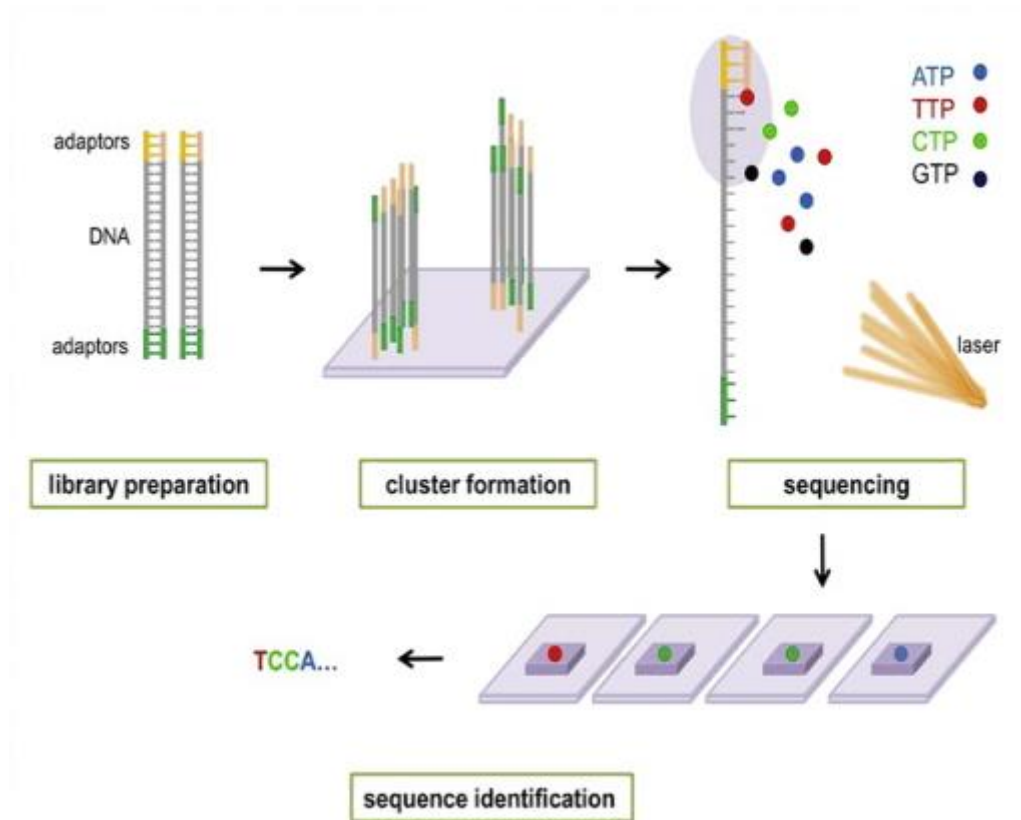 adaptors
DNA
adaptors
ATP
TTP
CTP
GTP
laser
library preparation
cluster formation
sequencing
TCCA...
sequence identification